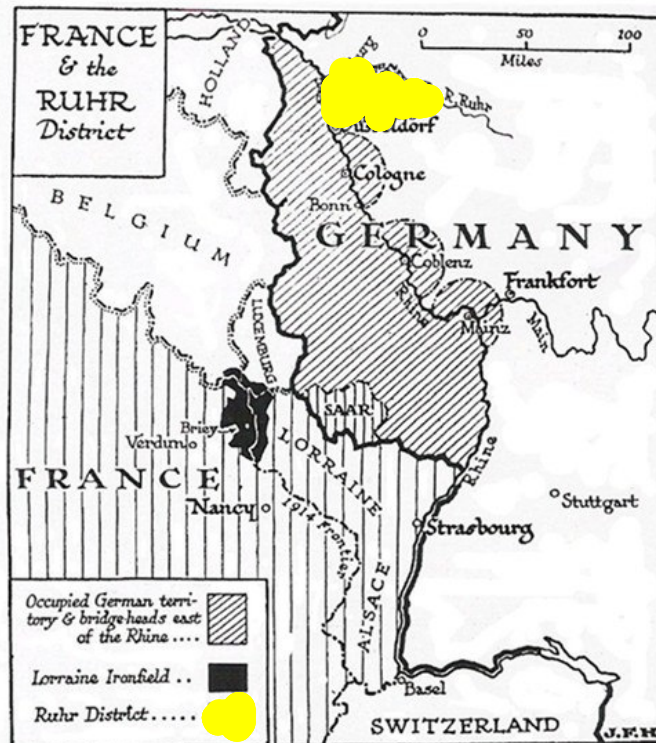 FRANCE
& the
RUHR
District
HOLLAND
0 50 100
Miles
R. Ruhr
BELGIUM
Cologne
Bonn
GERMANY
Coblenz
Frankfort
Rhine
Mainz
Main
LUXEMBURG
SAAR
Briey
Verdun
LORRAINE
Rhine
FRANCE
Nancy
1914 Frontier
Stuttgart
Strasbourg
ALSACE
Basel
SWITZERLAND
Occupied German terri-
tory & bridge-heads east
of the Rhine ....
Lorraine Ironfield ..
Ruhr District .....
J.F.H